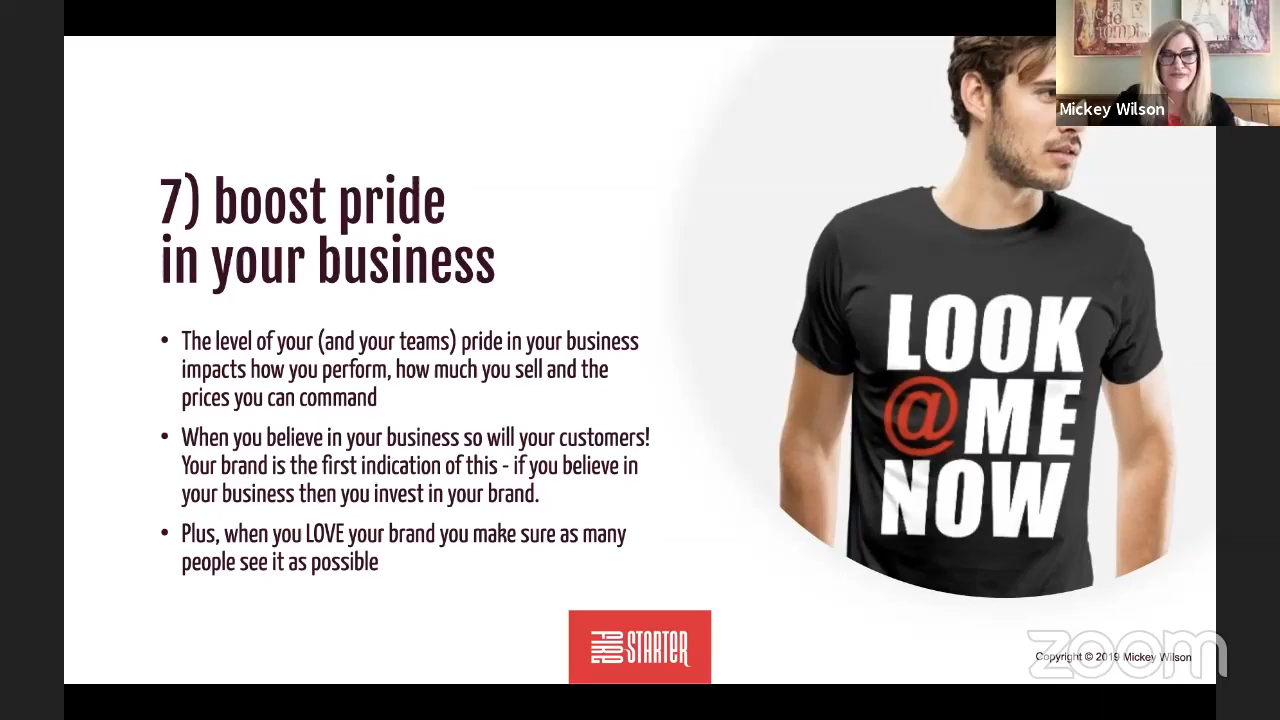 Mickey Wilson
7) boost pride
in your business
• The level of your (and your teams) pride in your business
impacts how you perform, how much you sell and the
prices you can command
• When you believe in your business so will your customers!
Your brand is the first indication of this - if you believe in
your business then you invest in your brand.
• Plus, when you LOVE your brand you make sure as many
people see it as possible
LOOK
@ME
NOW
FIRE STARTER
Copyright © 2019 Mickey Wilson
zoom